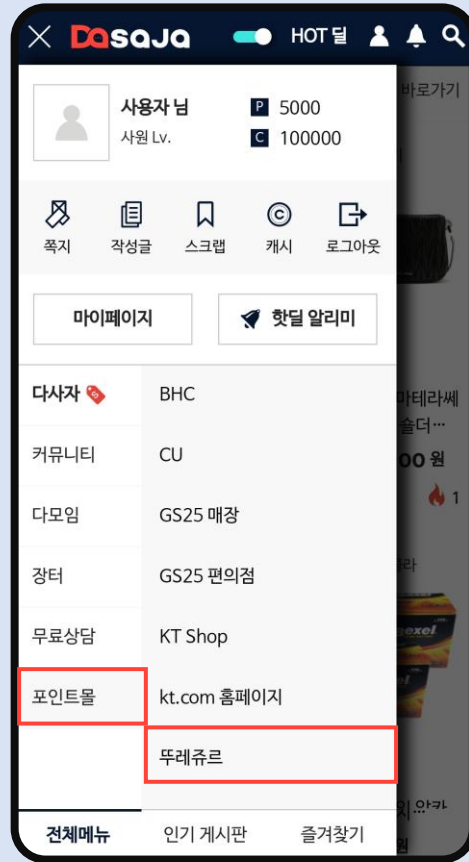 DasaJa HOT딜
바로가기
사용자 님 P 5000
사원 Lv. C 100000
쪽지 작성글 스크랩 캐시 로그아웃
마이페이지 핫딜 알리미
다사자 BHC
마테라쎄
숄더…
커뮤니티 CU
00 원
1
다모임 GS25 매장
장터 GS25 편의점
무료상담 KT Shop
포인트몰 kt.com 홈페이지
뚜레쥬르
전체메뉴 인기 게시판 즐겨찾기
원